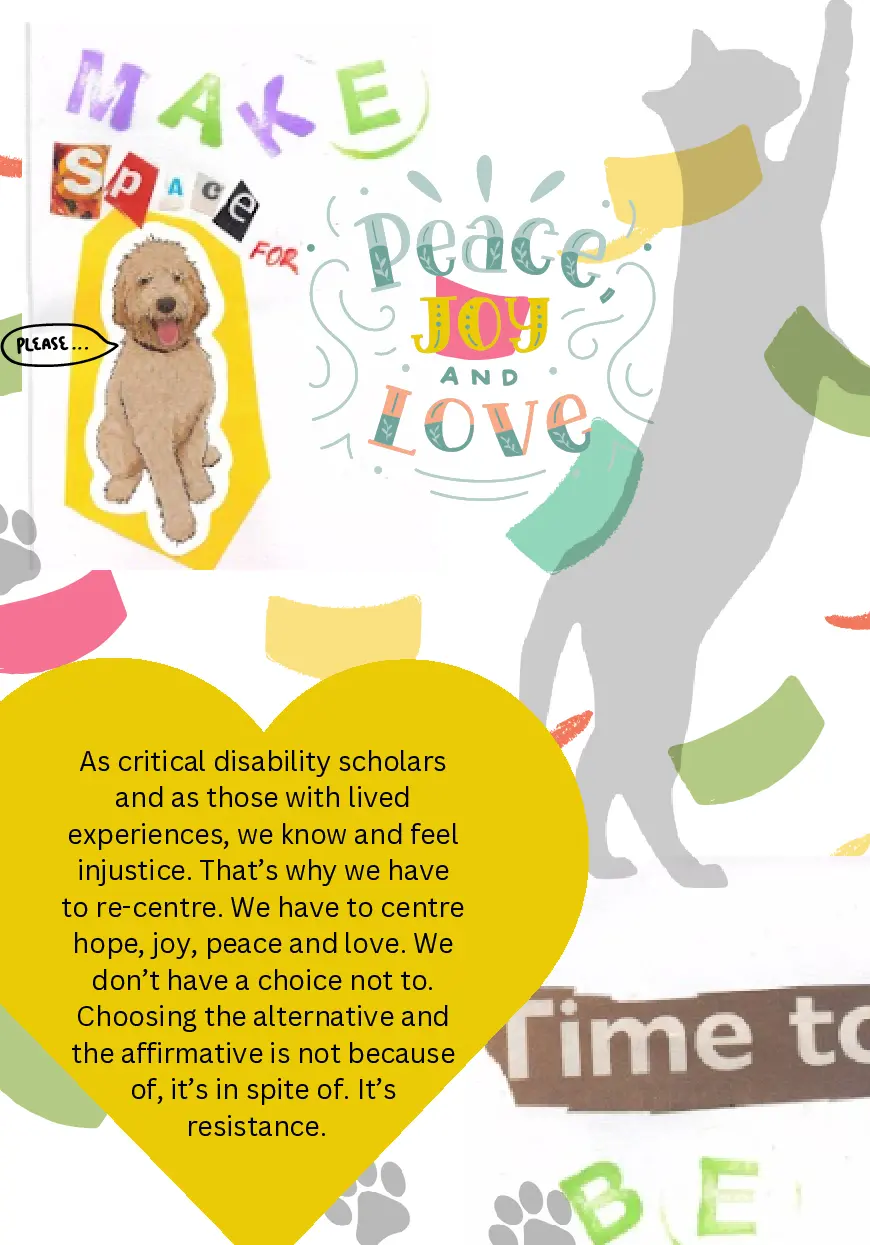 MAKE
Space
FOR
PLEASE...
Peace,
JOY
AND
Love
As critical disability scholars
and as those with lived
experiences, we know and feel
injustice. That’s why we have
to re-centre. We have to centre
hope, joy, peace and love. We
don’t have a choice not to.
Choosing the alternative and
the affirmative is not because
of, it’s in spite of. It’s
resistance.
Time to
BE